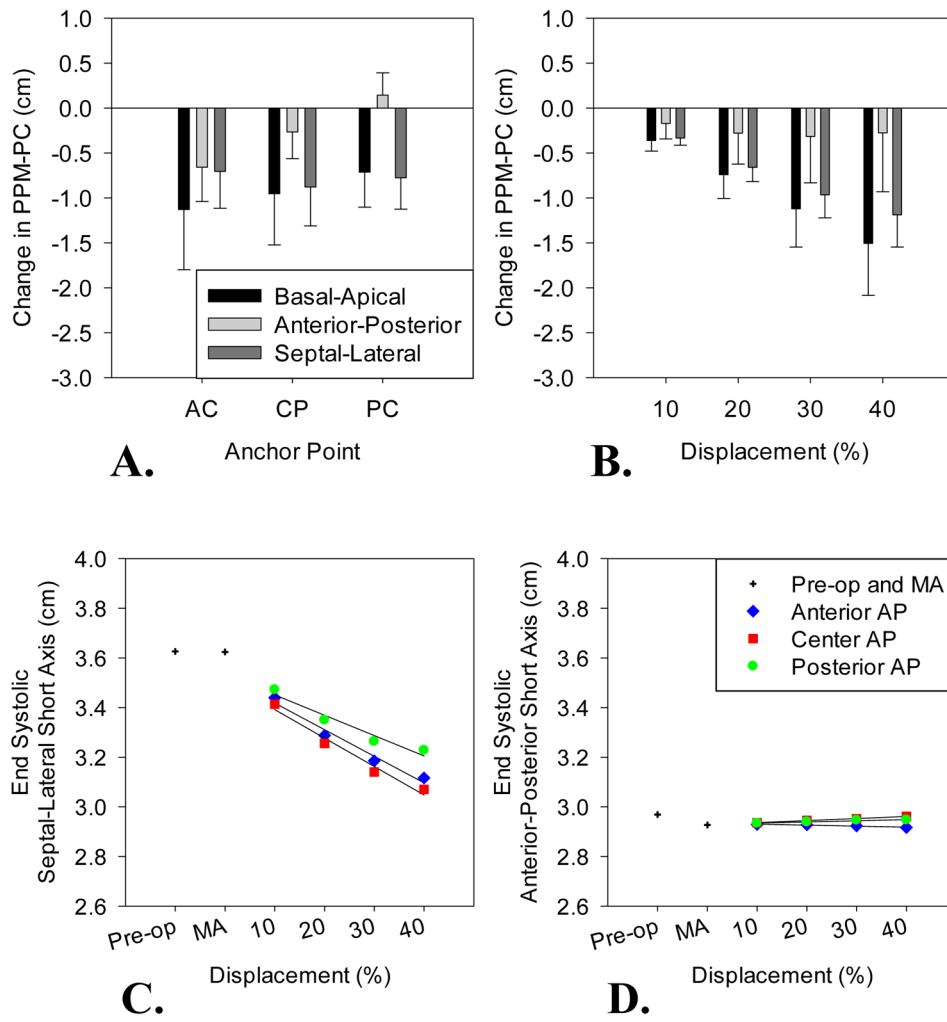 1.0
0.5
0.0
-0.5
-1.0
-1.5
-2.0
-2.5
-3.0
Change in PPM-PC (cm)
Basal-Apical
Anterior-Posterior
Septal-Lateral
AC CP PC
Anchor Point
A.
1.0
0.5
0.0
-0.5
-1.0
-1.5
-2.0
-2.5
-3.0
Change in PPM-PC (cm)
10 20 30 40
Displacement (%)
B.
4.0
3.8
3.6
3.4
3.2
3.0
2.8
2.6
End Systolic
Septal-Lateral Short Axis (cm)
Pre-op MA 10 20 30 40
Displacement (%)
C.
4.0
3.8
3.6
3.4
3.2
3.0
2.8
2.6
End Systolic
Anterior-Posterior Short Axis (cm)
Pre-op and MA
Anterior AP
Center AP
Posterior AP
Pre-op MA 10 20 30 40
Displacement (%)
D.